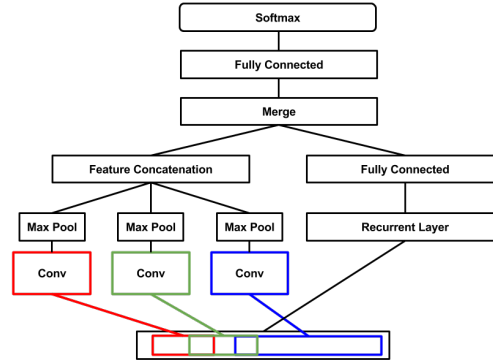 Softmax
Fully Connected
Merge
Feature Concatenation
Fully Connected
Max Pool
Max Pool
Max Pool
Recurrent Layer
Conv
Conv
Conv